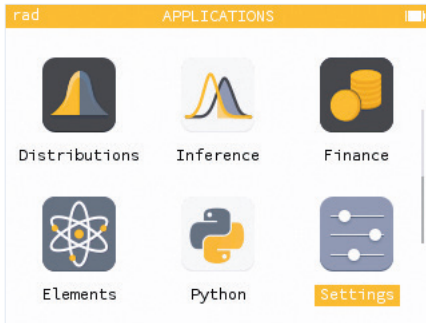 rad APPLICATIONS
Distributions Inference Finance
Elements Python Settings